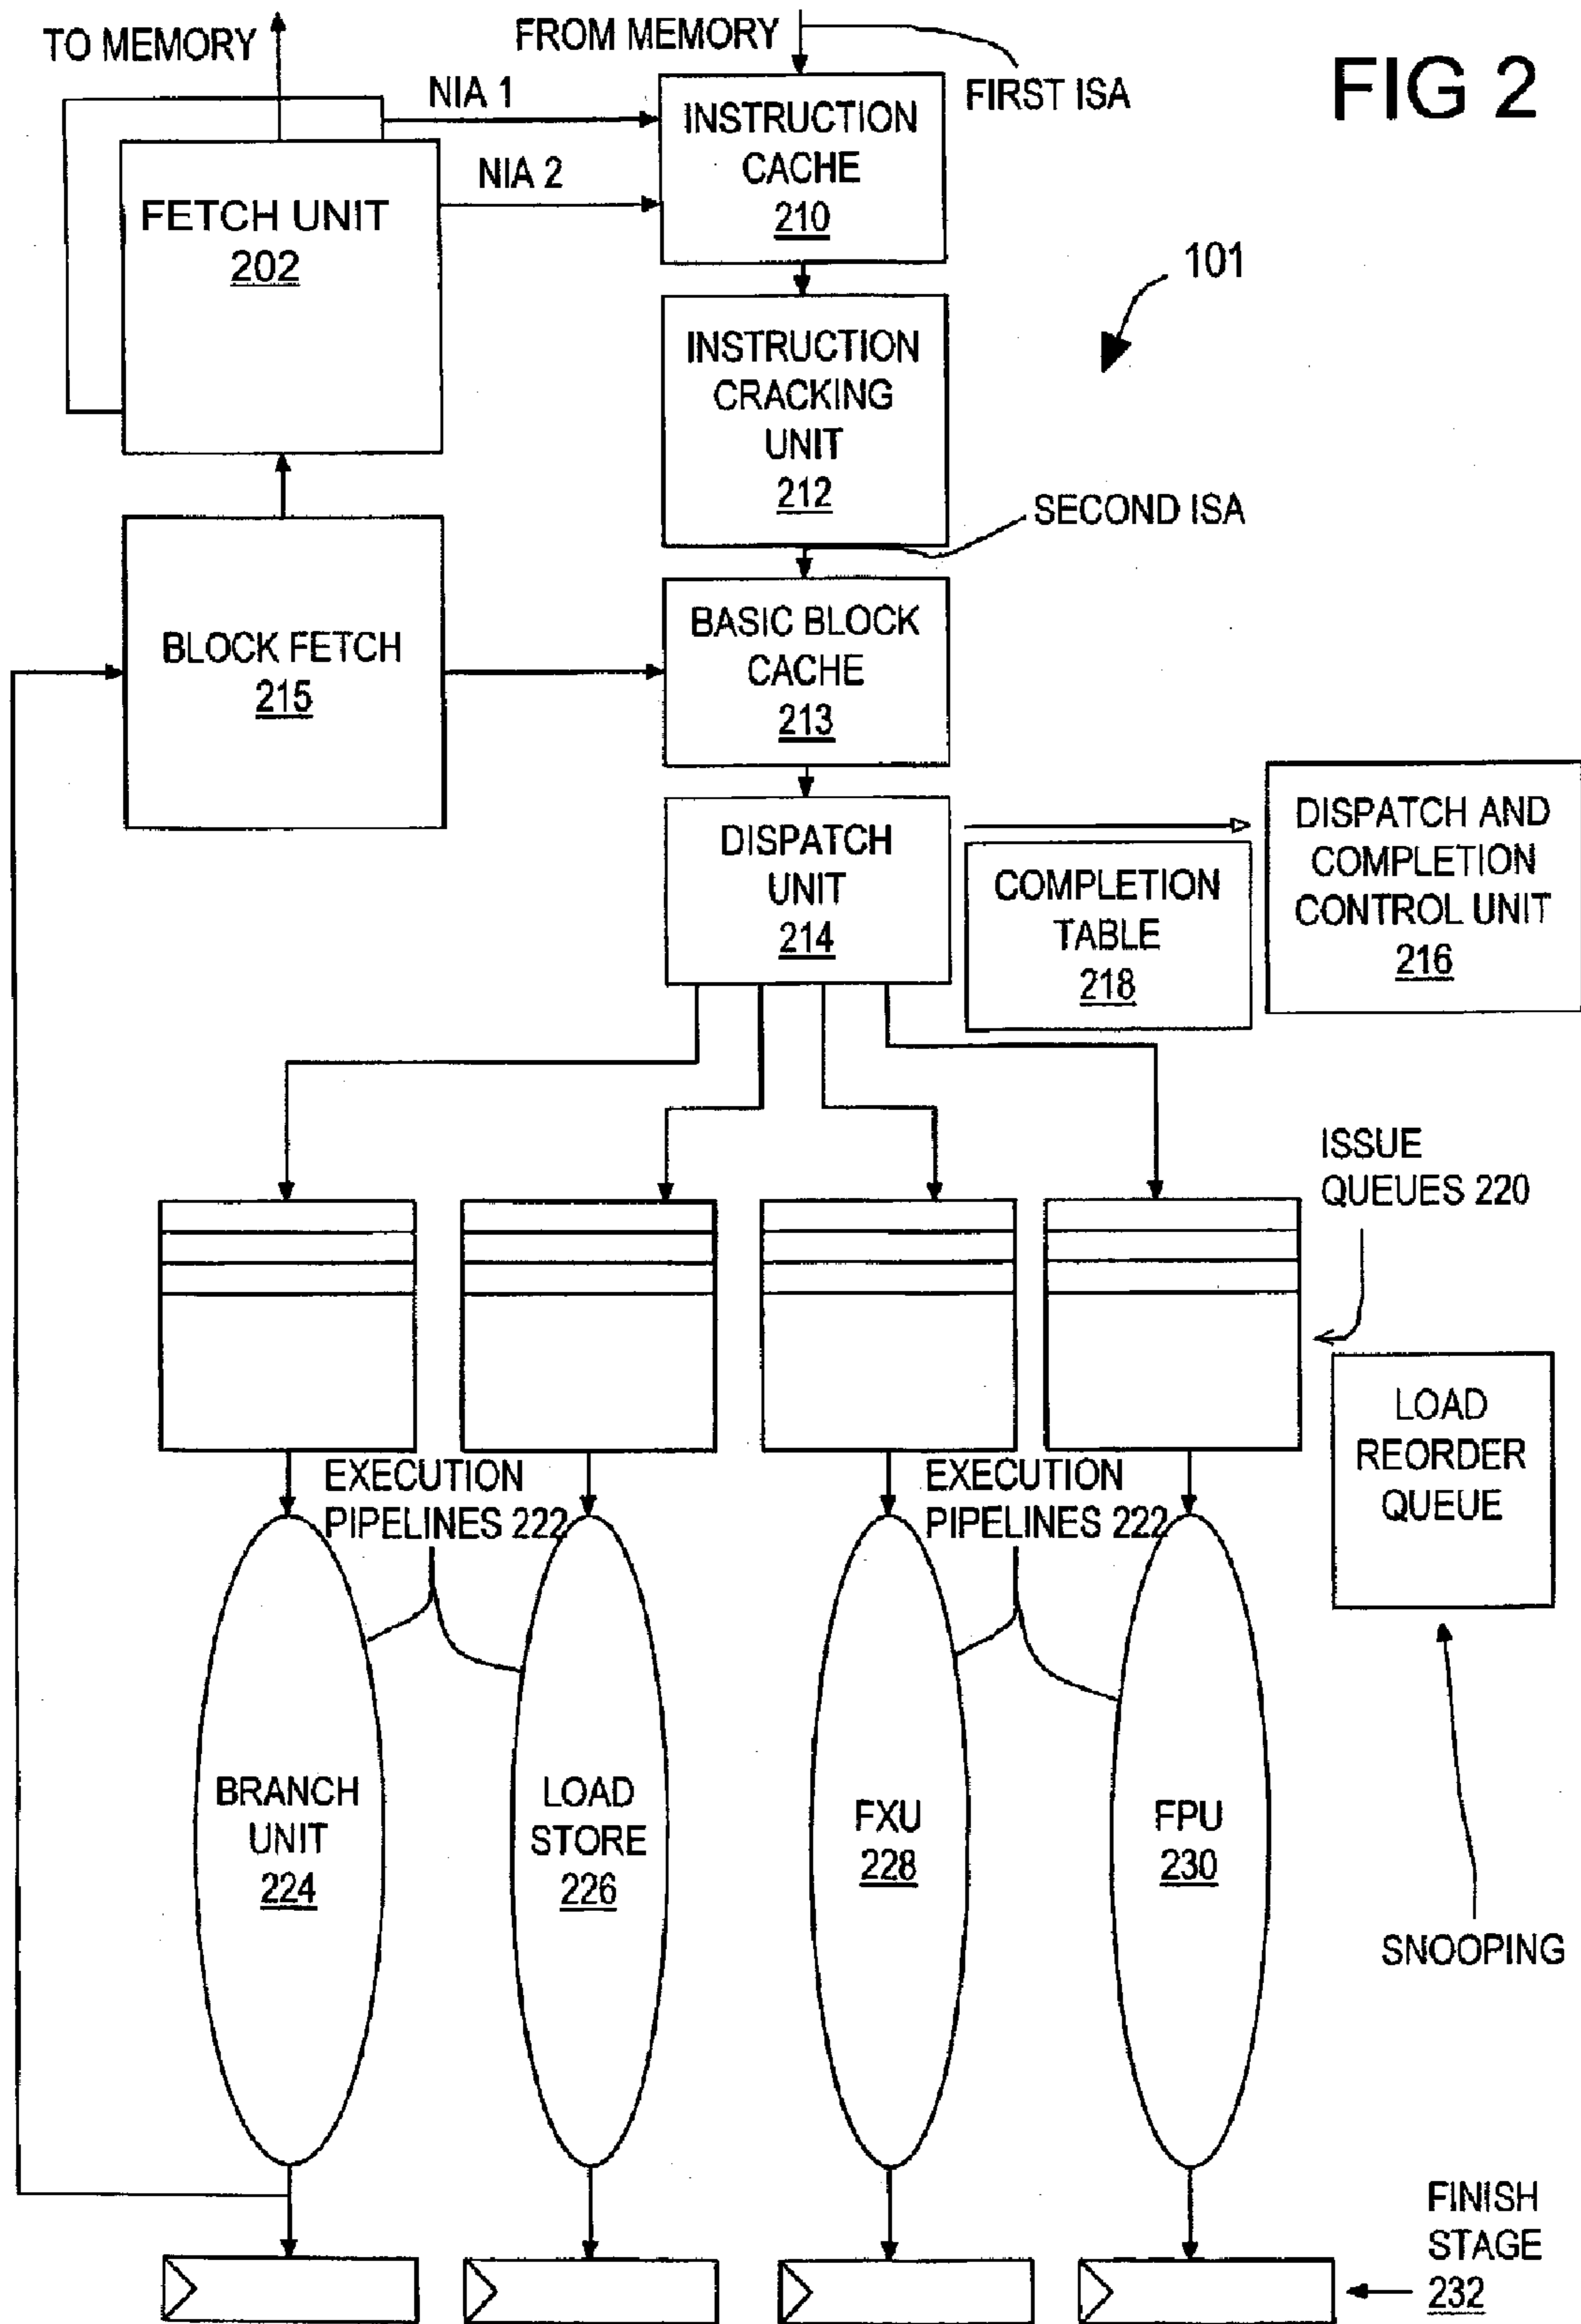 TO MEMORY
FROM MEMORY
FIRST ISA
FIG 2
NIA 1
NIA 2
FETCH UNIT
202
INSTRUCTION
CACHE
210
101
INSTRUCTION
CRACKING
UNIT
212
SECOND ISA
BLOCK FETCH
215
BASIC BLOCK
CACHE
213
DISPATCH
UNIT
214
COMPLETION
TABLE
218
DISPATCH AND
COMPLETION
CONTROL UNIT
216
ISSUE
QUEUES 220
LOAD
REORDER
QUEUE
EXECUTION
PIPELINES 222
EXECUTION
PIPELINES 222
BRANCH
UNIT
224
LOAD
STORE
226
FXU
228
FPU
230
SNOOPING
FINISH
STAGE
232